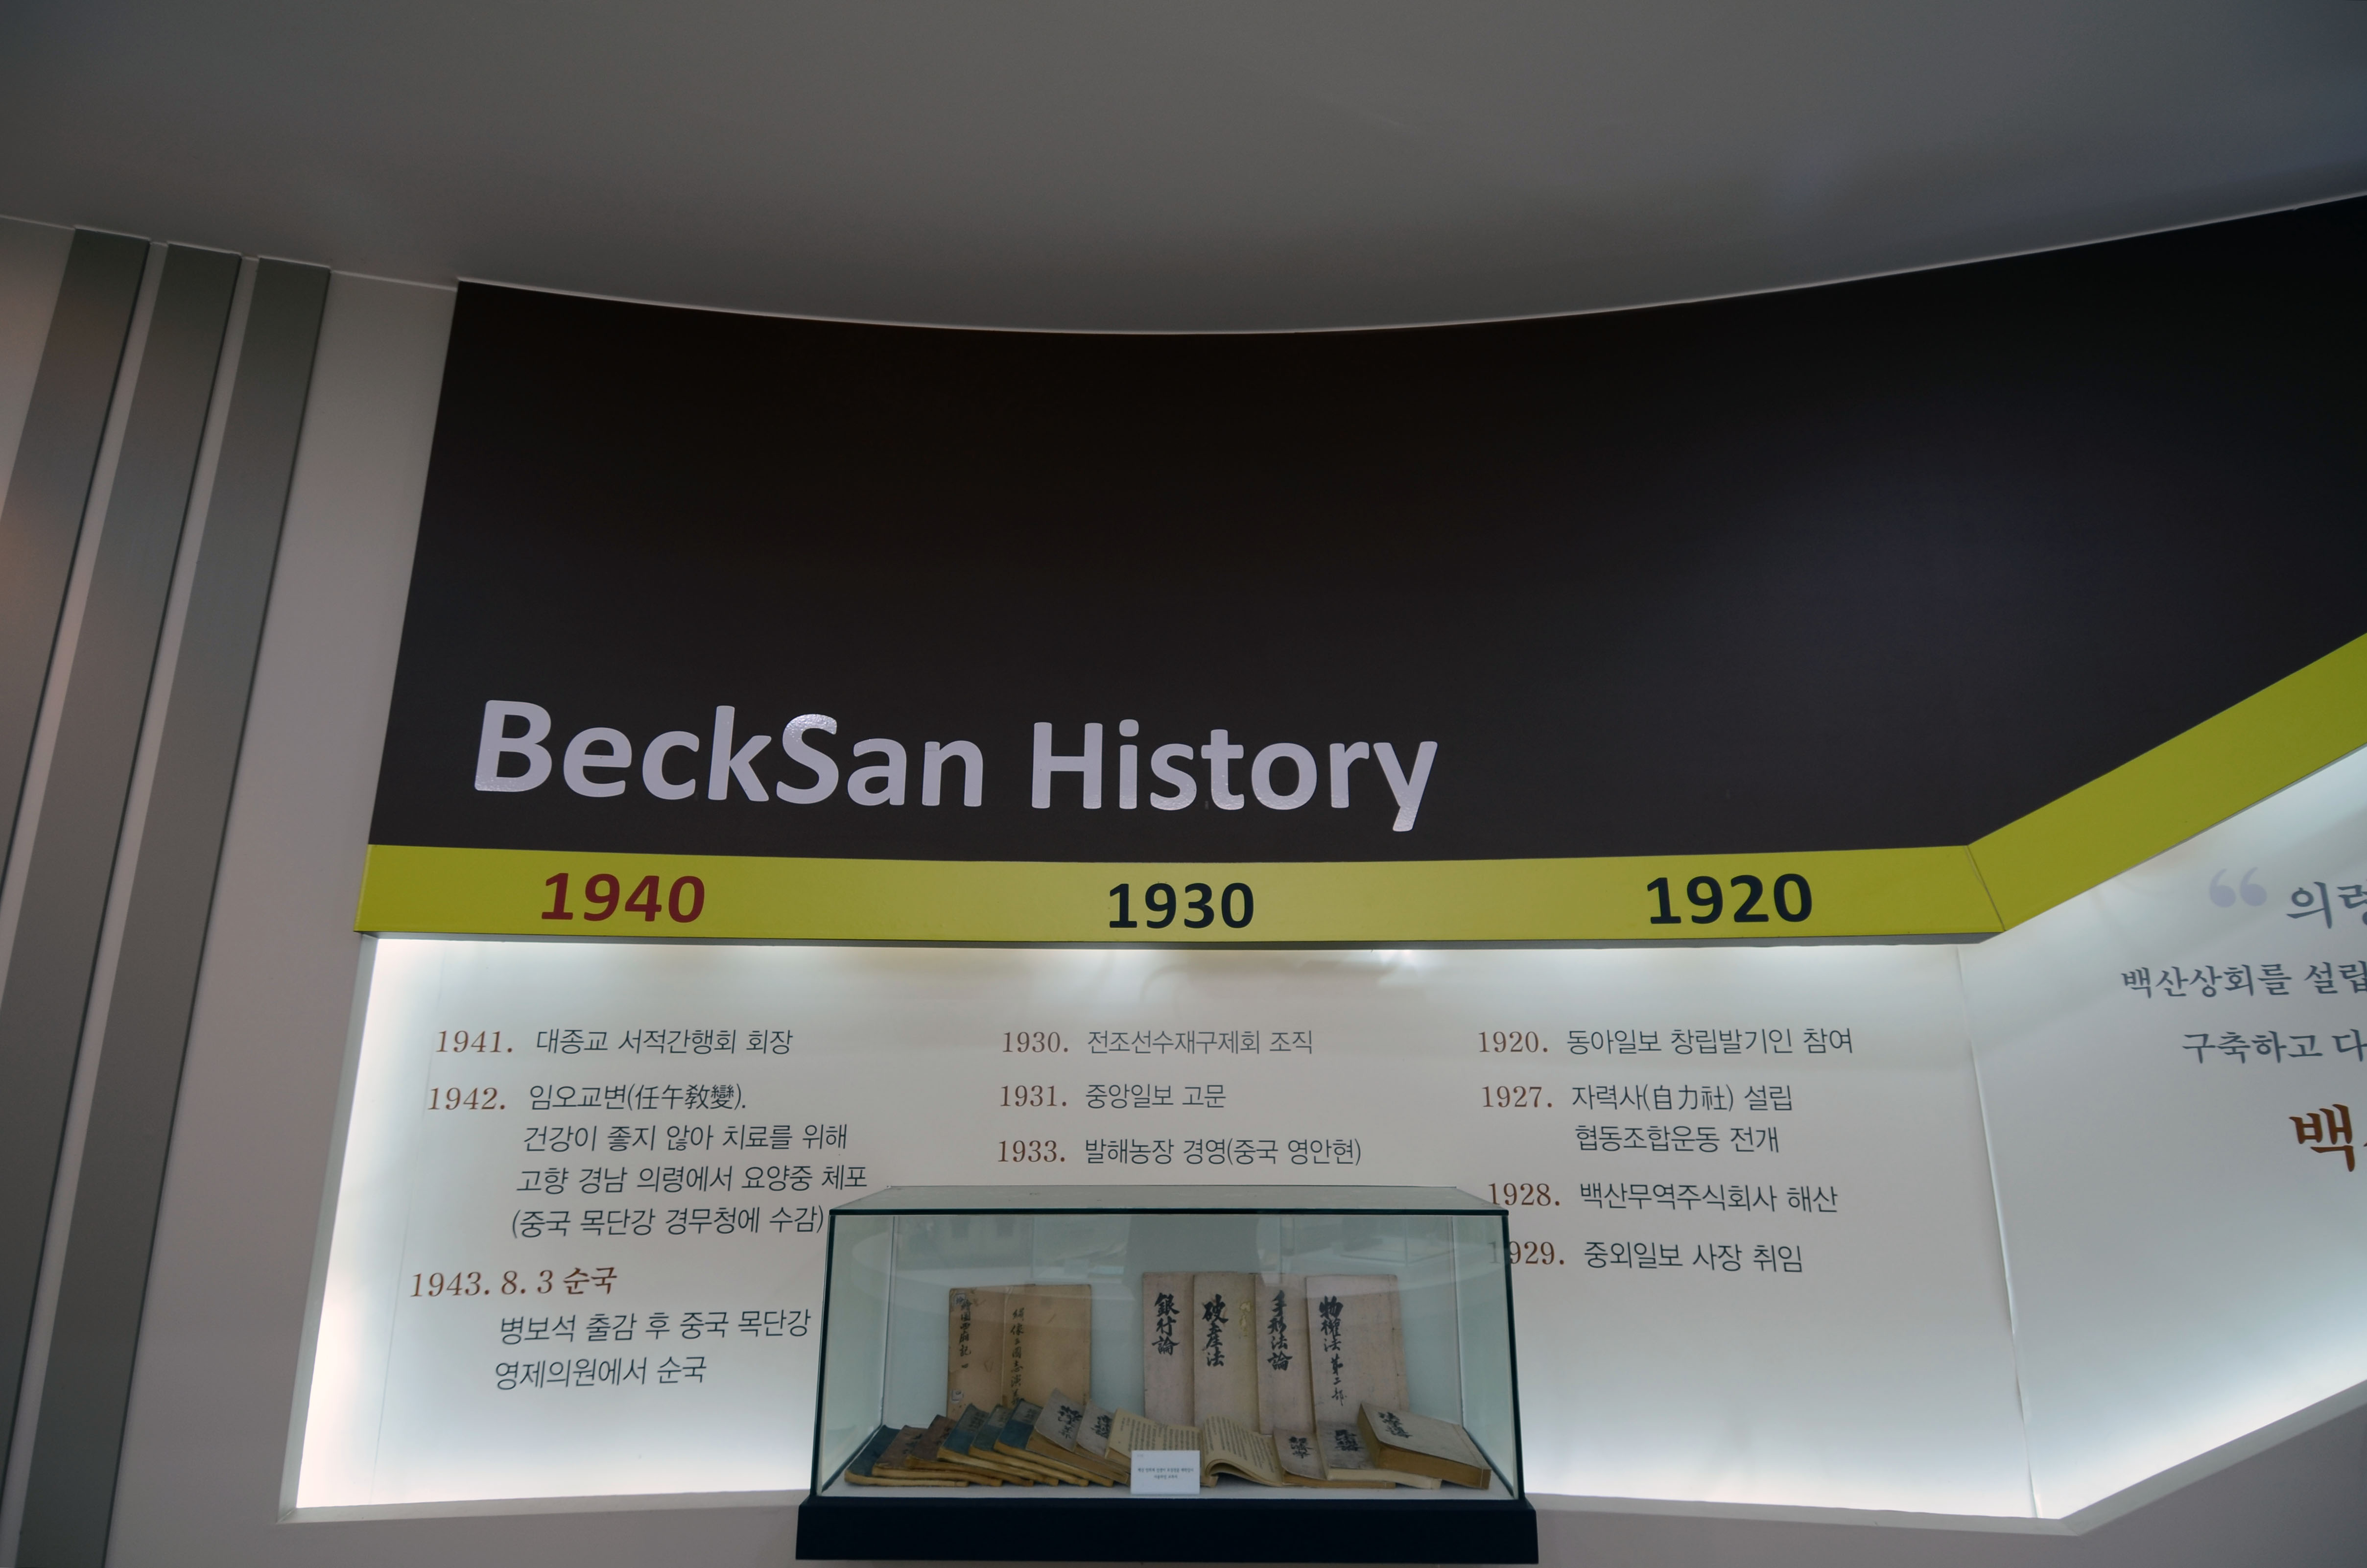 BeckSan History
1940
1930
1920
1941. 대종교 서적간행회 회장
1942. 임오교변(任午敎變).
건강이 좋지 않아 치료를 위해
고향 경남 의령에서 요양중 체포
(중국 목단강 경무청에 수감)
1943. 8. 3 순국
병보석 출감 후 중국 목단강
영제의원에서 순국
1930. 전조선수재구제회 조직
1931. 중앙일보 고문
1933. 발해농장 경영(중국 영안현)
1920. 동아일보 창립발기인 참여
1927. 자력사(自力社) 설립
협동조합운동 전개
1928. 백산무역주식회사 해산
1929. 중외일보 사장 취임
“ 의령
백산상회를 설립
구축하고 다
백
銀行論
破産法
手形法論
物權法 第二部